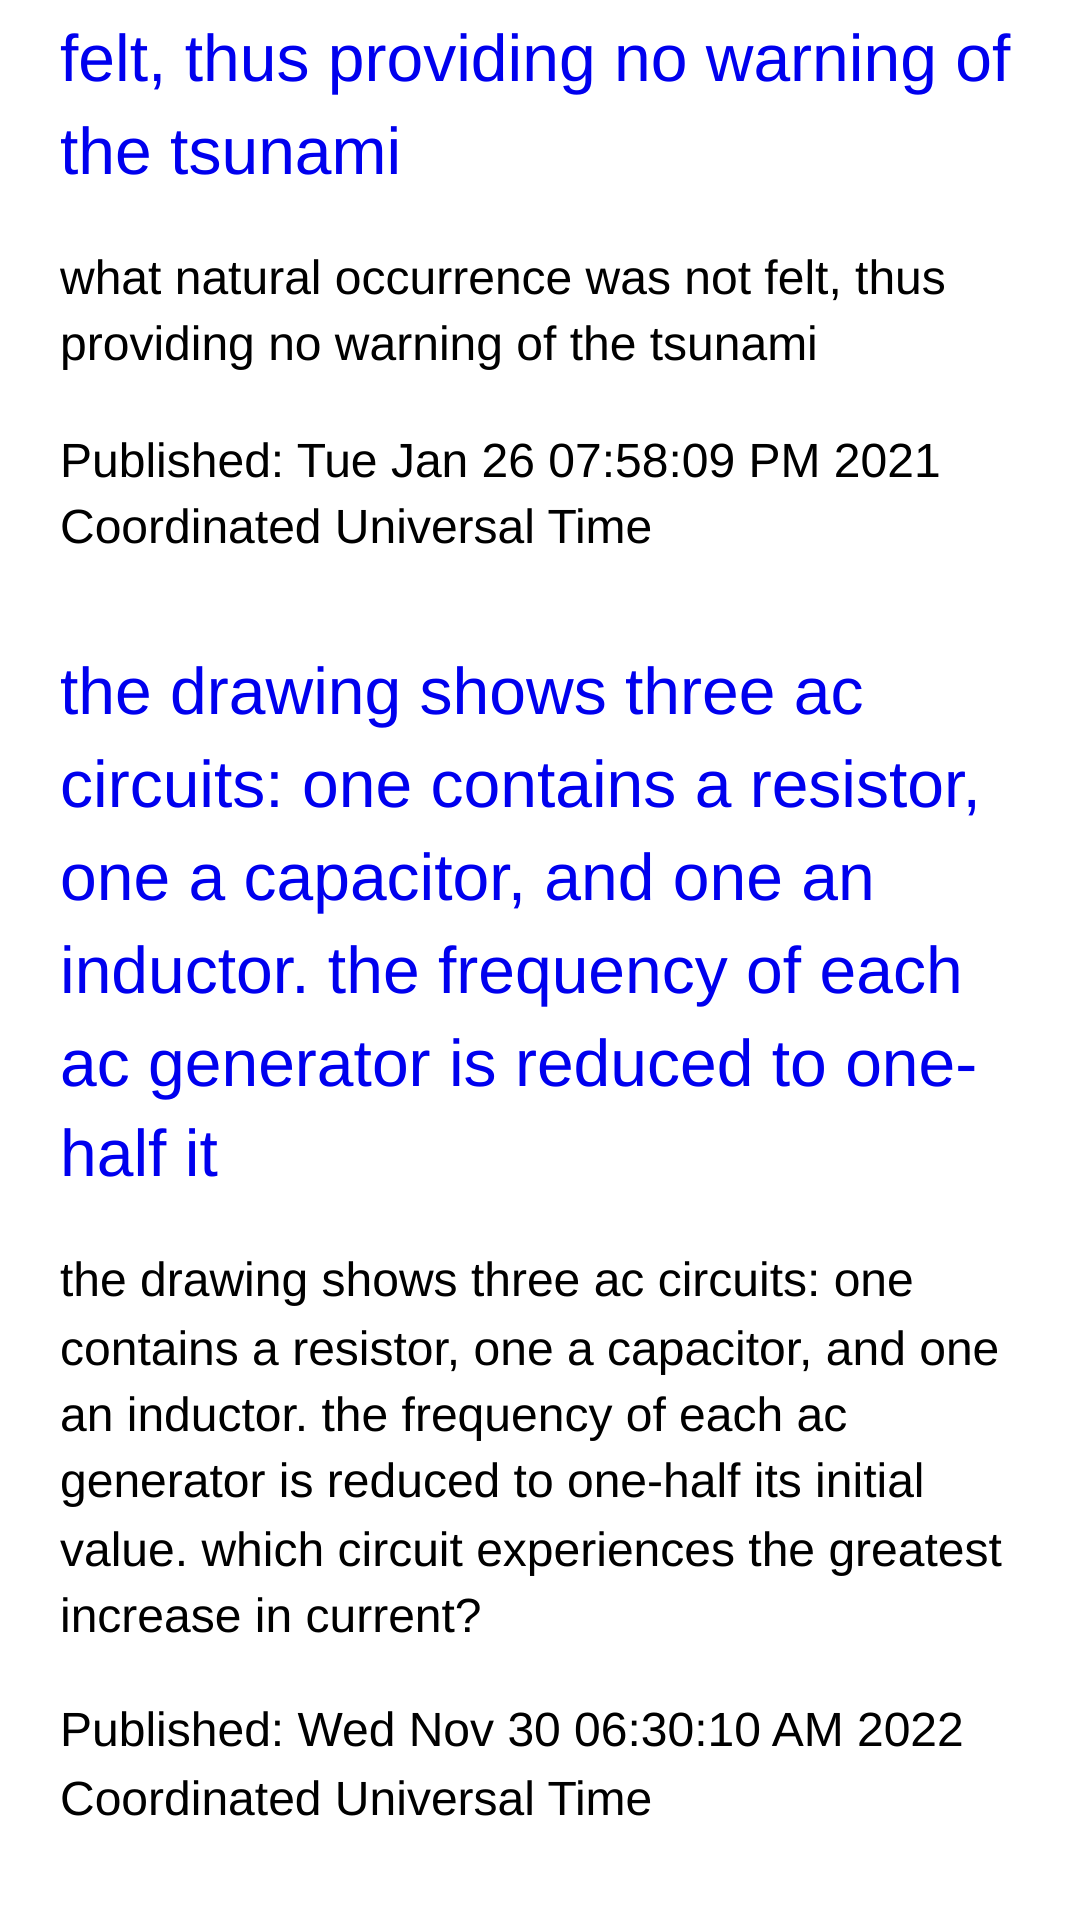 felt, thus providing no warning of
the tsunami
what natural occurrence was not felt, thus
providing no warning of the tsunami
Published: Tue Jan 26 07:58:09 PM 2021
Coordinated Universal Time
the drawing shows three ac
circuits: one contains a resistor,
one a capacitor, and one an
inductor. the frequency of each
ac generator is reduced to one-
half it
the drawing shows three ac circuits: one
contains a resistor, one a capacitor, and one
an inductor. the frequency of each ac
generator is reduced to one-half its initial
value. which circuit experiences the greatest
increase in current?
Published: Wed Nov 30 06:30:10 AM 2022
Coordinated Universal Time